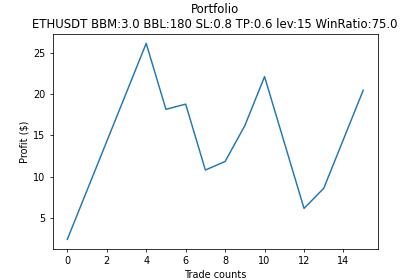 Portfolio
ETHUSDT BBM:3.0 BBL:180 SL:0.8 TP:0.6 lev:15 WinRatio:75.0
25
20
15
10
5
Profit ($)
0 2 4 6 8 10 12 14
Trade counts